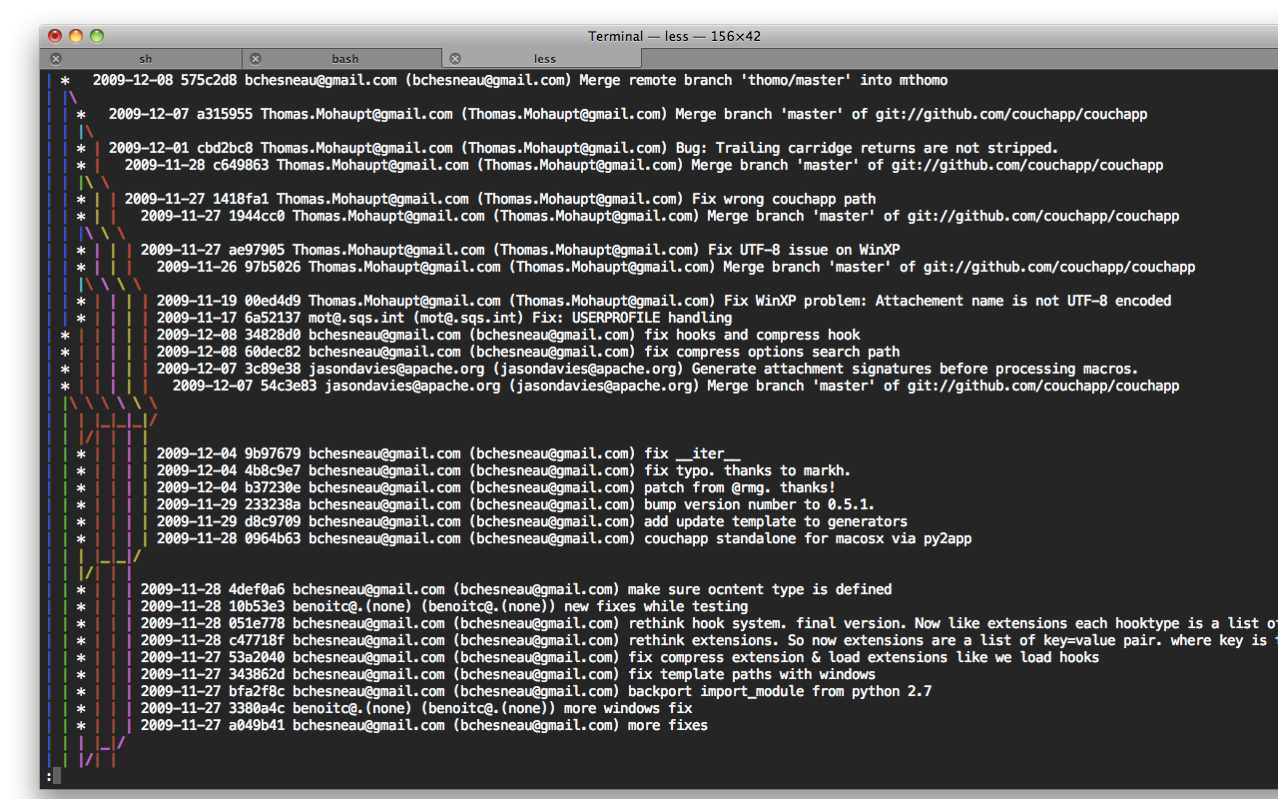 Terminal — less — 156×42
sh bash less
* 2009-12-08 575c2d8 bchesneau@gmail.com (bchesneau@gmail.com) Merge remote branch 'thomo/master' into mthomo
* 2009-12-07 a315955 Thomas.Mohaupt@gmail.com (Thomas.Mohaupt@gmail.com) Merge branch 'master' of git://github.com/couchapp/couchapp
* 2009-12-01 cbd2bc8 Thomas.Mohaupt@gmail.com (Thomas.Mohaupt@gmail.com) Bug: Trailing carridge returns are not stripped.
* 2009-11-28 c649863 Thomas.Mohaupt@gmail.com (Thomas.Mohaupt@gmail.com) Merge branch 'master' of git://github.com/couchapp/couchapp
* 2009-11-27 1418fa1 Thomas.Mohaupt@gmail.com (Thomas.Mohaupt@gmail.com) Fix wrong couchapp path
* 2009-11-27 1944cc0 Thomas.Mohaupt@gmail.com (Thomas.Mohaupt@gmail.com) Merge branch 'master' of git://github.com/couchapp/couchapp
* 2009-11-27 ae97905 Thomas.Mohaupt@gmail.com (Thomas.Mohaupt@gmail.com) Fix UTF-8 issue on WinXP
* 2009-11-26 97b5026 Thomas.Mohaupt@gmail.com (Thomas.Mohaupt@gmail.com) Merge branch 'master' of git://github.com/couchapp/couchapp
* 2009-11-19 00ed4d9 Thomas.Mohaupt@gmail.com (Thomas.Mohaupt@gmail.com) Fix WinXP problem: Attachement name is not UTF-8 encoded
* 2009-11-17 6a52137 mot@.sqs.int (mot@.sqs.int) Fix: USERPROFILE handling
* 2009-12-08 34828d0 bchesneau@gmail.com (bchesneau@gmail.com) fix hooks and compress hook
* 2009-12-08 60dec82 bchesneau@gmail.com (bchesneau@gmail.com) fix compress options search path
* 2009-12-07 3c89e38 jasondavies@apache.org (jasondavies@apache.org) Generate attachment signatures before processing macros.
* 2009-12-07 54c3e83 jasondavies@apache.org (jasondavies@apache.org) Merge branch 'master' of git://github.com/couchapp/couchapp
* 2009-12-04 9b97679 bchesneau@gmail.com (bchesneau@gmail.com) fix __iter__
* 2009-12-04 4b8c9e7 bchesneau@gmail.com (bchesneau@gmail.com) fix typo. thanks to markh.
* 2009-12-04 b37230e bchesneau@gmail.com (bchesneau@gmail.com) patch from @rmg. thanks!
* 2009-11-29 233238a bchesneau@gmail.com (bchesneau@gmail.com) bump version number to 0.5.1.
* 2009-11-29 d8c9709 bchesneau@gmail.com (bchesneau@gmail.com) add update template to generators
* 2009-11-28 0964b63 bchesneau@gmail.com (bchesneau@gmail.com) couchapp standalone for macosx via py2app
* 2009-11-28 4def0a6 bchesneau@gmail.com (bchesneau@gmail.com) make sure ocntent type is defined
* 2009-11-28 10b53e3 benoitc@.(none) (benoitc@.(none)) new fixes while testing
* 2009-11-28 051e778 bchesneau@gmail.com (bchesneau@gmail.com) rethink hook system. final version. Now like extensions each hooktype is a list of
* 2009-11-28 c47718f bchesneau@gmail.com (bchesneau@gmail.com) rethink extensions. So now extensions are a list of key=value pair. where key is
* 2009-11-27 53a2040 bchesneau@gmail.com (bchesneau@gmail.com) fix compress extension & load extensions like we load hooks
* 2009-11-27 343862d bchesneau@gmail.com (bchesneau@gmail.com) fix template paths with windows
* 2009-11-27 bfa2f8c bchesneau@gmail.com (bchesneau@gmail.com) backport import_module from python 2.7
* 2009-11-27 3380a4c benoitc@.(none) (benoitc@.(none)) more windows fix
* 2009-11-27 a049b41 bchesneau@gmail.com (bchesneau@gmail.com) more fixes
: